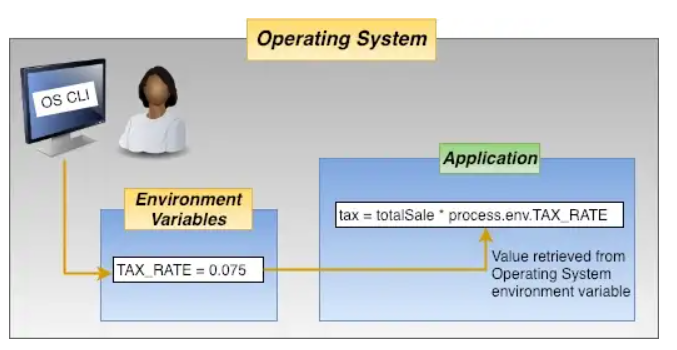 Operating System
OS CLI
Environment
Variables
TAX_RATE = 0.075
Application
tax = totalSale * process.env.TAX_RATE
Value retrieved from
Operating System
environment variable